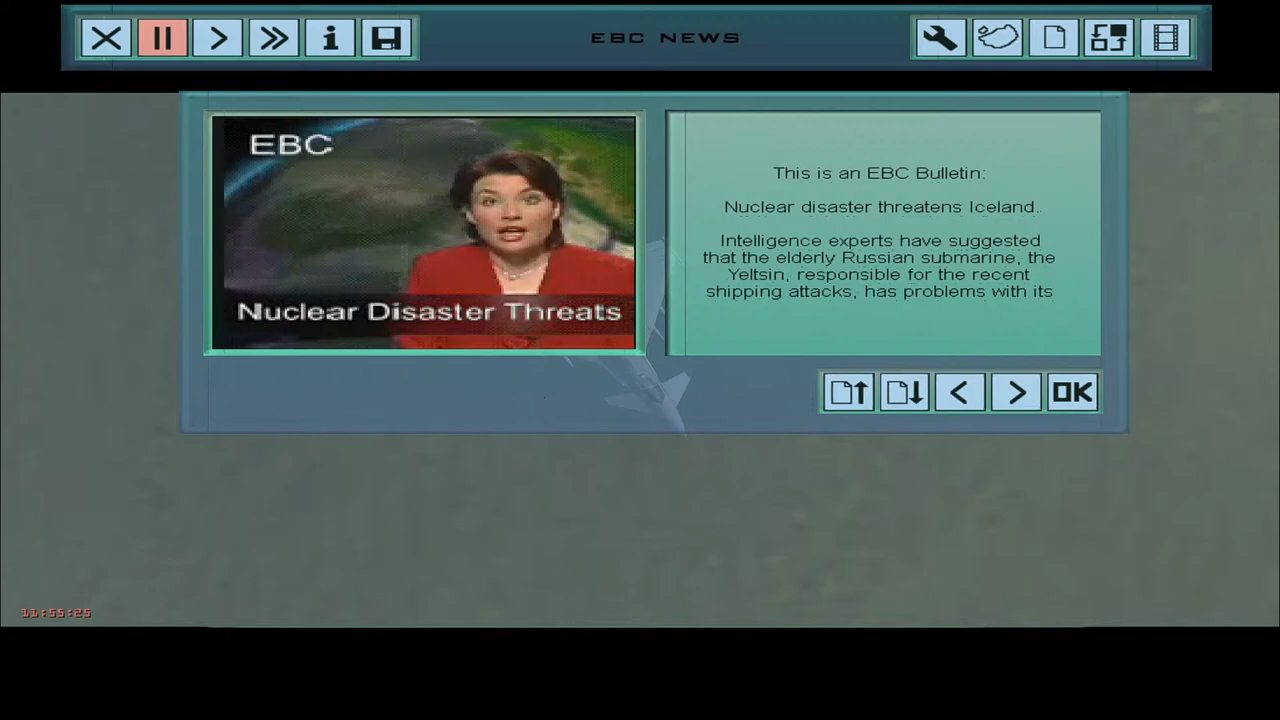 EBC NEWS
EBC
Nuclear Disaster Threats
This is an EBC Bulletin:
Nuclear disaster threatens Iceland.
Intelligence experts have suggested
that the elderly Russian submarine, the
Yeltsin, responsible for the recent
shipping attacks, has problems with its
OK
11:55:25